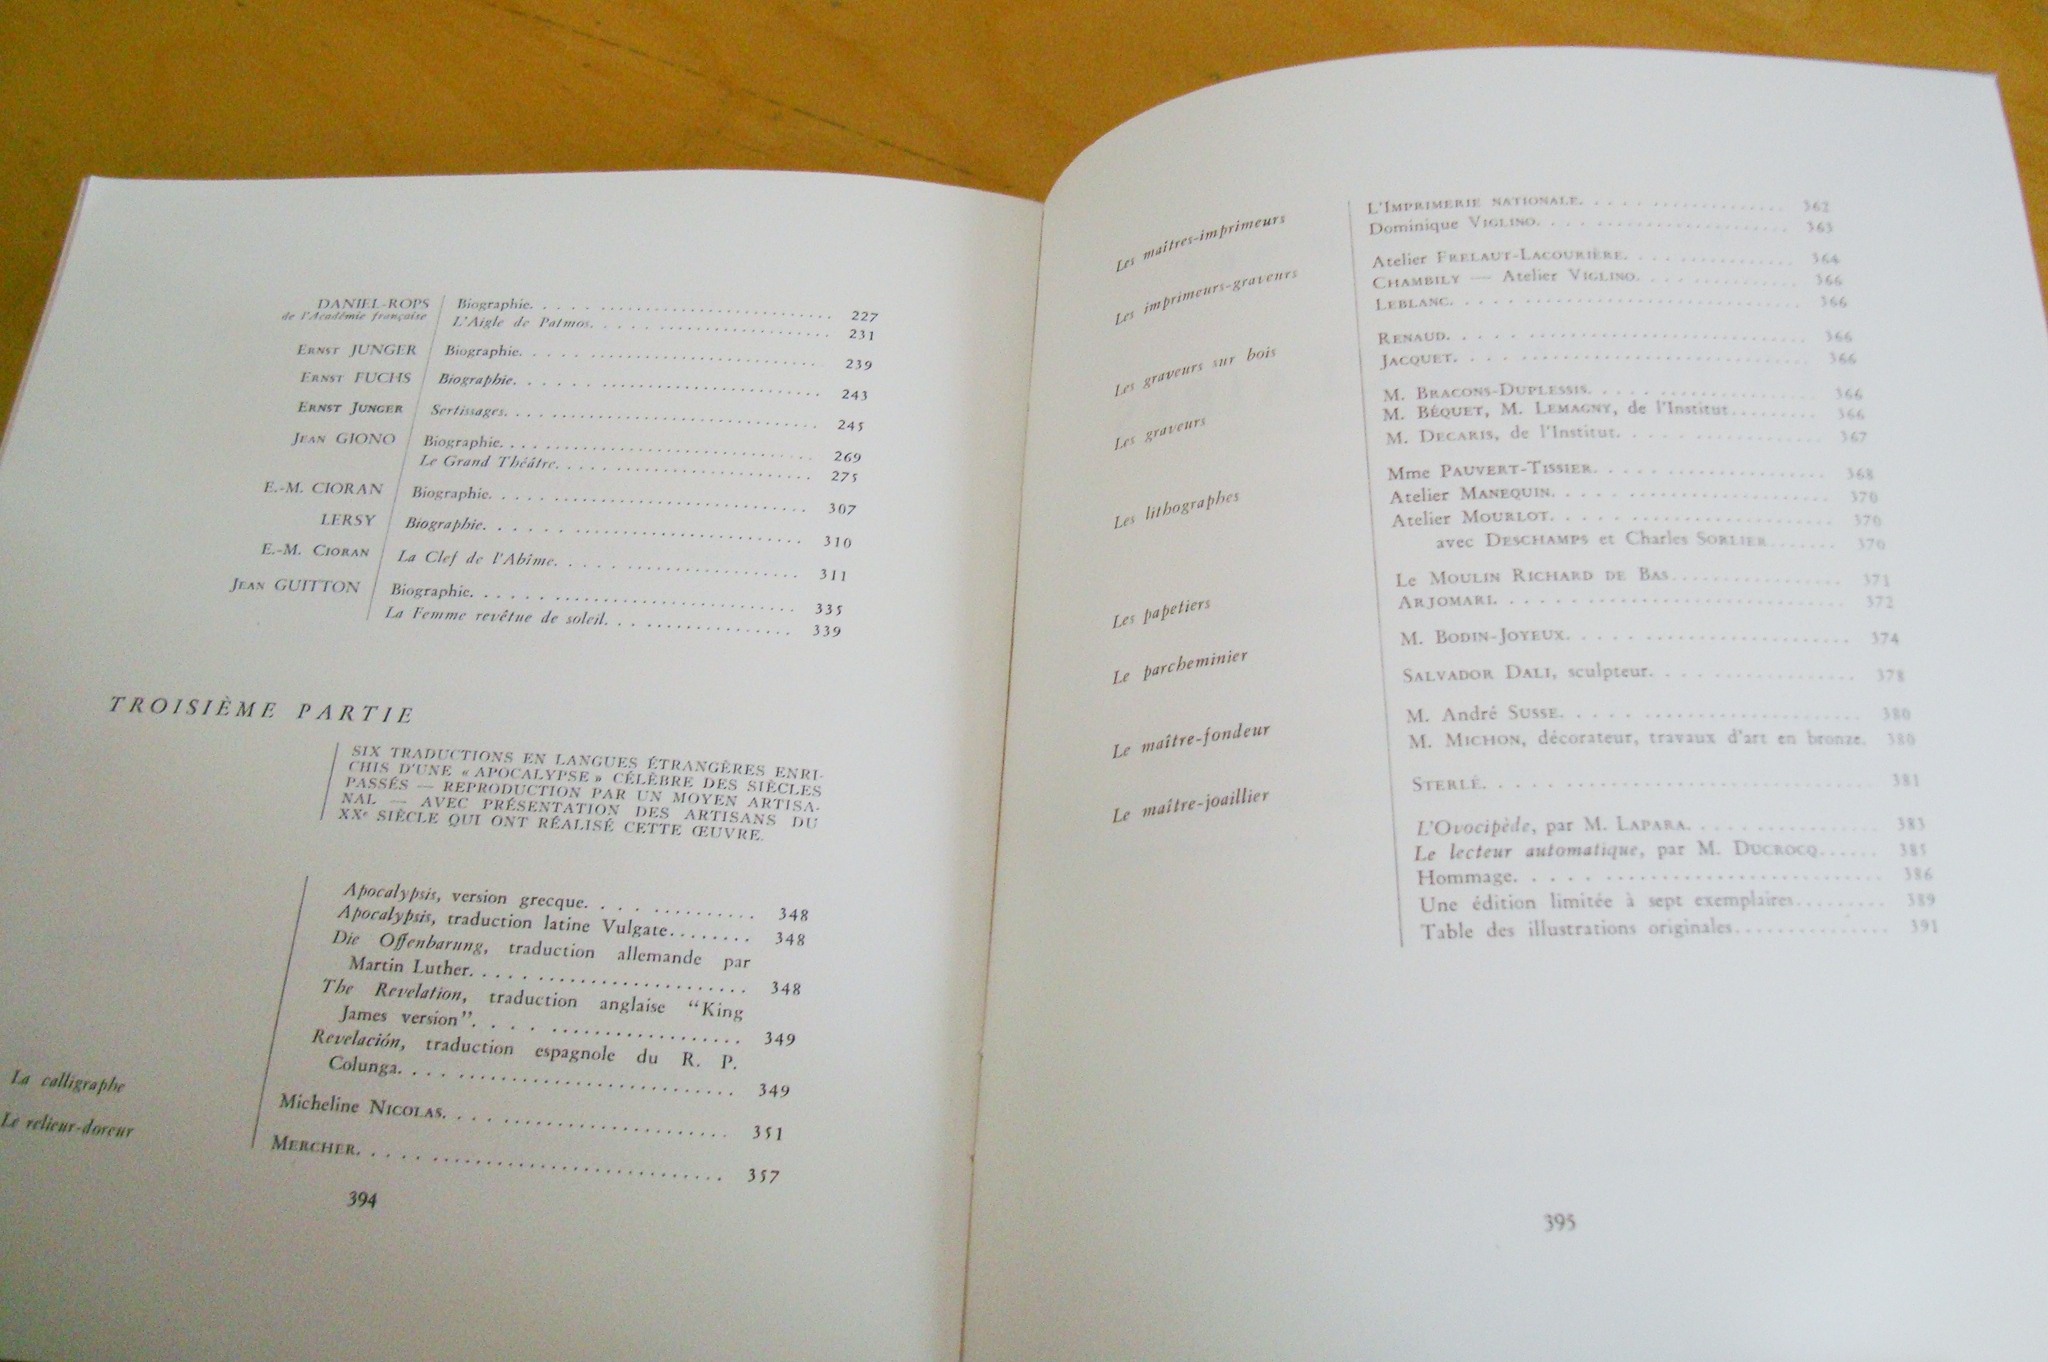 DANIEL-ROPS Biographie. . . . . . 227
de l'Académie française L'Aigle de Patmos. . . . . . 231
ERNST JUNGER Biographie. . . . . . 239
ERNST FUCHS Biographie. . . . . . 243
ERNST JUNGER Sertissages. . . . . . 245
JEAN GIONO Biographie. . . . . . 269
Le Grand Théâtre. . . . . . 275
E.-M. CIORAN Biographie. . . . . . 307
LERSY Biographie. . . . . . 310
E.-M. CIORAN La Clef de l'Abîme. . . . . . 311
JEAN GUITTON Biographie. . . . . . 335
La Femme revêtue de soleil. . . . . . 339
TROISIÈME PARTIE
SIX TRADUCTIONS EN LANGUES ÉTRANGÈRES ENRI-
CHIS D'UNE « APOCALYPSE » CÉLÈBRE DES SIÈCLES
PASSÉS — REPRODUCTION PAR UN MOYEN ARTISA-
NAL — AVEC PRÉSENTATION DES ARTISANS DU
XXe SIÈCLE QUI ONT RÉALISÉ CETTE ŒUVRE.
Apocalypsis, version grecque. . . . . . 348
Apocalypsis, traduction latine Vulgate. . . . . . 348
Die Offenbarung, traduction allemande par
Martin Luther. . . . . . 348
The Revelation, traduction anglaise “King
James version”. . . . . . 349
Revelación, traduction espagnole du R. P.
Colunga. . . . . . 349
La calligraphe Micheline NICOLAS. . . . . . 351
Le relieur-doreur MERCHER. . . . . . 357
394
Les maîtres-imprimeurs L'IMPRIMERIE NATIONALE. . . . . . 362
Dominique VIGLINO. . . . . . 363
Les imprimeurs-graveurs Atelier FRELAUT-LACOURIÈRE. . . . . . 364
CHAMBILY — Atelier VIGLINO. . . . . . 366
LEBLANC. . . . . . 366
Les graveurs sur bois RENAUD. . . . . . 366
JACQUET. . . . . . 366
Les graveurs M. BRACONS-DUPLESSIS. . . . . . 366
M. BÉQUET, M. LEMAGNY, de l'Institut. . . . . . 366
M. DECARIS, de l'Institut. . . . . . 367
Les lithographes Mme PAUVERT-TISSIER. . . . . . 368
Atelier MANEQUIN. . . . . . 370
Atelier MOURLOT. . . . . . 370
avec DESCHAMPS et Charles SORLIER. . . . . . 370
Les papetiers Le MOULIN RICHARD DE BAS. . . . . . 371
ARJOMARI. . . . . . 372
Le parcheminier M. BODIN-JOYEUX. . . . . . 374
SALVADOR DALI, sculpteur. . . . . . 378
Le maître-fondeur M. André SUSSE. . . . . . 380
M. MICHON, décorateur, travaux d'art en bronze. 380
Le maître-joaillier STERLÉ. . . . . . 381
L'Ovocipède, par M. LAPARA. . . . . . 383
Le lecteur automatique, par M. DUCROCQ. . . . . . 385
Hommage. . . . . . 386
Une édition limitée à sept exemplaires. . . . . . 389
Table des illustrations originales. . . . . . 391
395